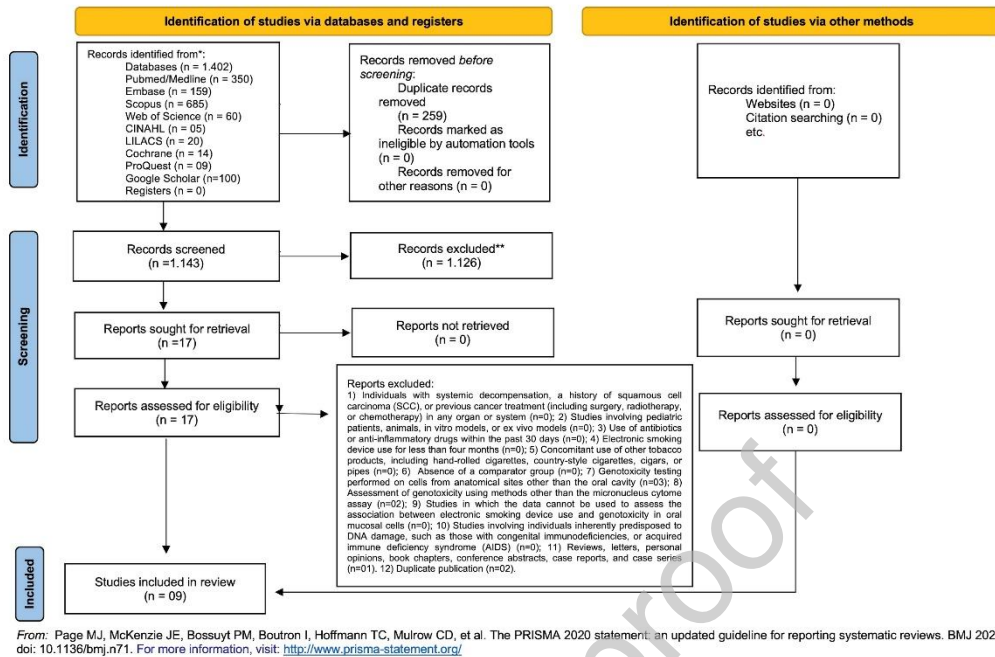 Identification of studies via databases and registers
Identification of studies via other methods
Identification
Records identified from*:
Databases (n = 1.402)
Pubmed/Medline (n = 350)
Embase (n = 159)
Scopus (n = 685)
Web of Science (n = 60)
CINAHL (n = 05)
LILACS (n = 20)
Cochrane (n = 14)
ProQuest (n = 09)
Google Scholar (n=100)
Registers (n = 0)
Records removed before
screening:
Duplicate records
removed
(n = 259)
Records marked as
ineligible by automation tools
(n = 0)
Records removed for
other reasons (n = 0)
Records identified from:
Websites (n = 0)
Citation searching (n = 0)
etc.
Screening
Records screened
(n =1.143)
Records excluded**
(n = 1.126)
Reports sought for retrieval
(n =17)
Reports not retrieved
(n = 0)
Reports sought for retrieval
(n = 0)
Reports assessed for eligibility
(n = 17)
Reports excluded:
1) Individuals with systemic decompensation, a history of squamous cell
carcinoma (SCC), or previous cancer treatment (including surgery, radiotherapy,
or chemotherapy) in any organ or system (n=0); 2) Studies involving pediatric
patients, animals, in vitro models, or ex vivo models (n=0); 3) Use of antibiotics
or anti-inflammatory drugs within the past 30 days (n=0); 4) Electronic smoking
device use for less than four months (n=0); 5) Concomitant use of other tobacco
products, including hand-rolled cigarettes, country-style cigarettes, cigars, or
pipes (n=0); 6) Absence of a comparator group (n=0); 7) Genotoxicity testing
performed on cells from anatomical sites other than the oral cavity (n=03); 8)
Assessment of genotoxicity using methods other than the micronucleus cytome
assay (n=02); 9) Studies in which the data cannot be used to assess the
association between electronic smoking device use and genotoxicity in oral
mucosal cells (n=0); 10) Studies involving individuals inherently predisposed to
DNA damage, such as those with congenital immunodeficiencies, or acquired
immune deficiency syndrome (AIDS) (n=0); 11) Reviews, letters, personal
opinions, book chapters, conference abstracts, case reports, and case series
(n=01). 12) Duplicate publication (n=02).
Reports assessed for eligibility
(n = 0)
Included
Studies included in review
(n = 09)
proof
From: Page MJ, McKenzie JE, Bossuyt PM, Boutron I, Hoffmann TC, Mulrow CD, et al. The PRISMA 2020 statement: an updated guideline for reporting systematic reviews. BMJ 202
doi: 10.1136/bmj.n71. For more information, visit: http://www.prisma-statement.org/